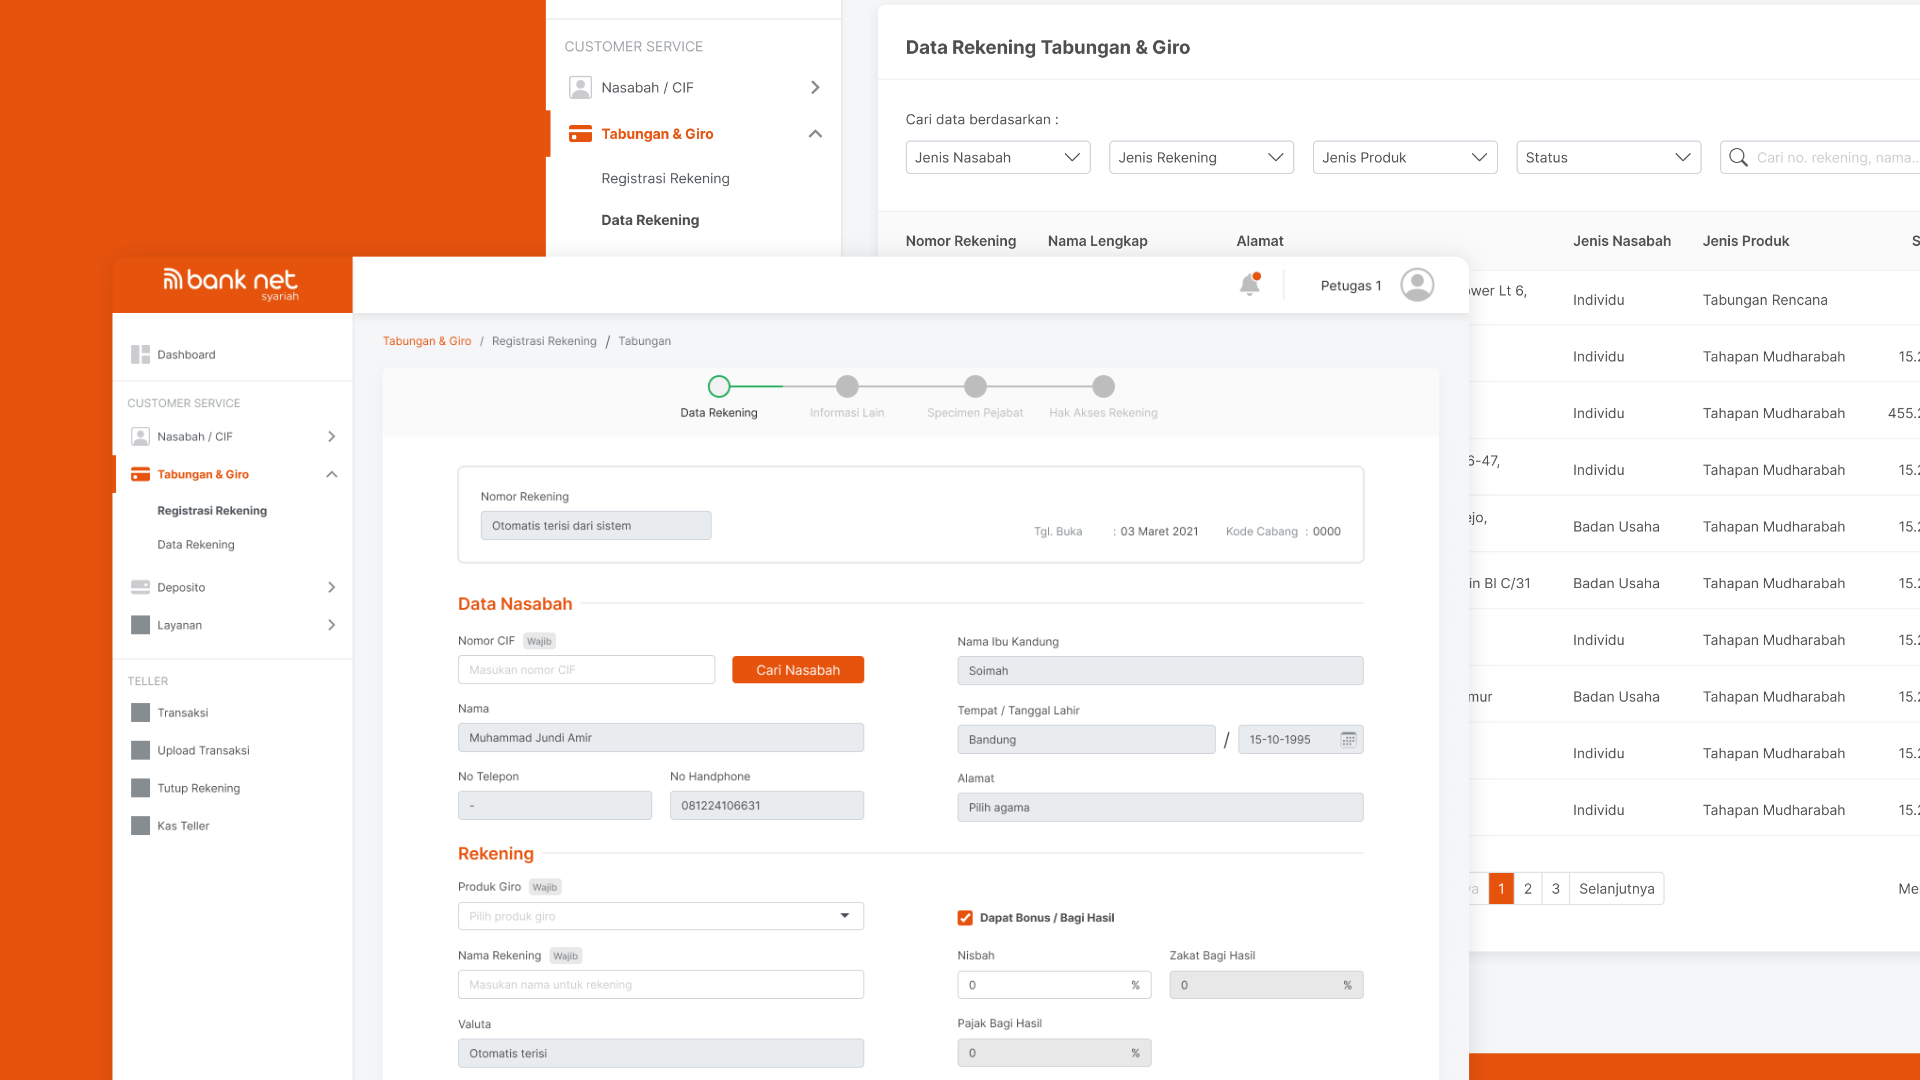 CUSTOMER SERVICE
Nasabah / CIF
Tabungan & Giro
Registrasi Rekening
Data Rekening
Data Rekening Tabungan & Giro
Cari data berdasarkan :
Jenis Nasabah
Jenis Rekening
Jenis Produk
Status
Cari no. rekening, nama...
Nomor Rekening Nama Lengkap Alamat Jenis Nasabah Jenis Produk S
ower Lt 6, Individu Tabungan Rencana
Individu Tahapan Mudharabah 15.2
Individu Tahapan Mudharabah 455.2
6-47, Individu Tahapan Mudharabah 15.2
ejo, Badan Usaha Tahapan Mudharabah 15.2
in Bl C/31 Badan Usaha Tahapan Mudharabah 15.2
Individu Tahapan Mudharabah 15.2
mur Badan Usaha Tahapan Mudharabah 15.2
Individu Tahapan Mudharabah 15.2
Individu Tahapan Mudharabah 15.2
ya 1 2 3 Selanjutnya
bank net
syariah
Petugas 1
Dashboard
CUSTOMER SERVICE
Nasabah / CIF
Tabungan & Giro
Registrasi Rekening
Data Rekening
Deposito
Layanan
TELLER
Transaksi
Upload Transaksi
Tutup Rekening
Kas Teller
Tabungan & Giro / Registrasi Rekening / Tabungan
Data Rekening Informasi Lain Specimen Pejabat Hak Akses Rekening
Nomor Rekening
Otomatis terisi dari sistem
Tgl. Buka : 03 Maret 2021 Kode Cabang : 0000
Data Nasabah
Nomor CIF Wajib
Masukan nomor CIF
Cari Nasabah
Nama
Muhammad Jundi Amir
No Telepon
-
No Handphone
081224106631
Nama Ibu Kandung
Soimah
Tempat / Tanggal Lahir
Bandung / 15-10-1995
Alamat
Pilih agama
Rekening
Produk Giro Wajib
Pilih produk giro
Nama Rekening Wajib
Masukan nama untuk rekening
Valuta
Otomatis terisi
Dapat Bonus / Bagi Hasil
Nisbah
0 %
Zakat Bagi Hasil
0 %
Pajak Bagi Hasil
0 %